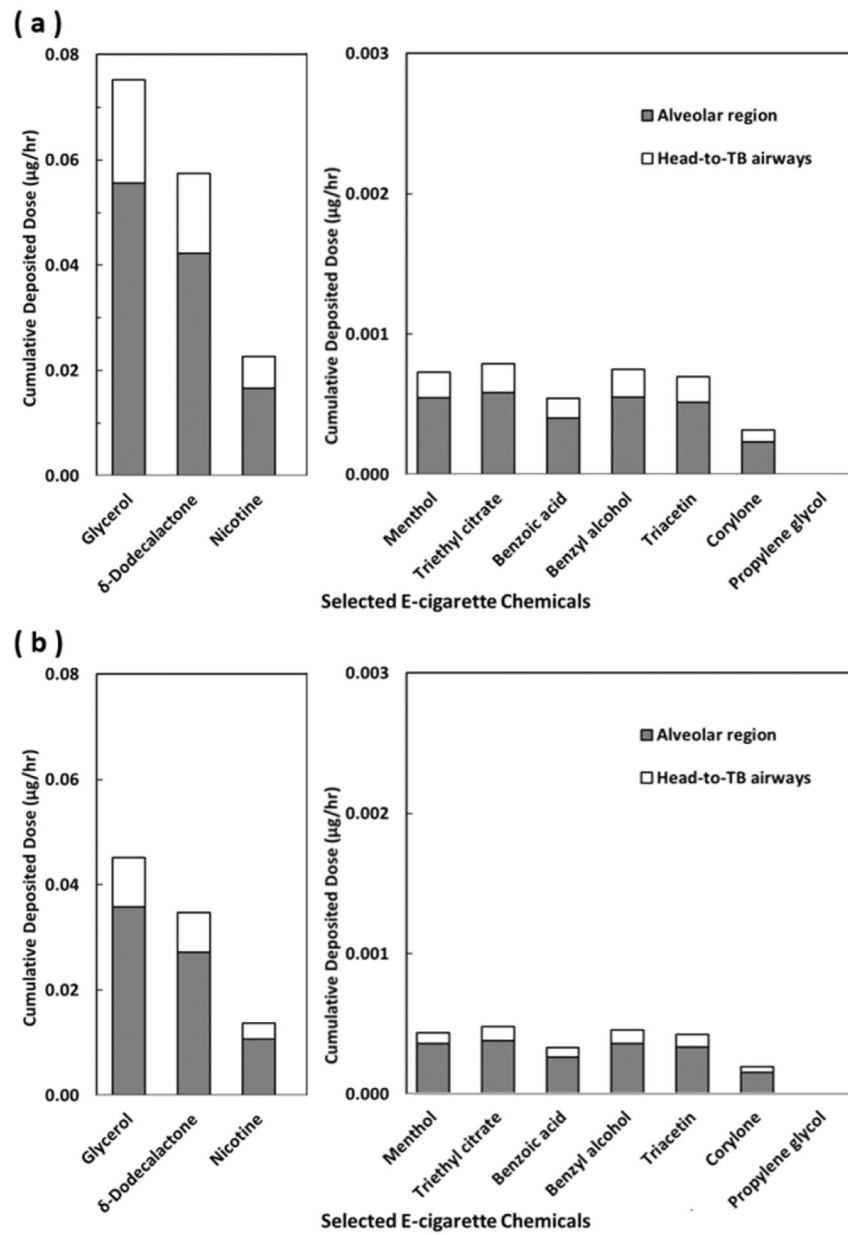 ( a )
Cumulative Deposited Dose (µg/hr)
0.08
0.06
0.04
0.02
0.00
Glycerol
δ-Dodecalactone
Nicotine
Cumulative Deposited Dose (µg/hr)
0.003
0.002
0.001
0.000
Alveolar region
Head-to-TB airways
Menthol
Triethyl citrate
Benzoic acid
Benzyl alcohol
Triacetin
Corylone
Propylene glycol
Selected E-cigarette Chemicals
( b )
Cumulative Deposited Dose (µg/hr)
0.08
0.06
0.04
0.02
0.00
Glycerol
δ-Dodecalactone
Nicotine
Cumulative Deposited Dose (µg/hr)
0.003
0.002
0.001
0.000
Alveolar region
Head-to-TB airways
Menthol
Triethyl citrate
Benzoic acid
Benzyl alcohol
Triacetin
Corylone
Propylene glycol
Selected E-cigarette Chemicals